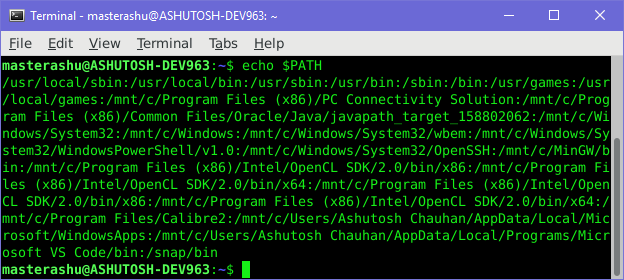 Terminal - masterashu@ASHUTOSH-DEV963: ~
File Edit View Terminal Tabs Help
masterashu@ASHUTOSH-DEV963:~$ echo $PATH
/usr/local/sbin:/usr/local/bin:/usr/sbin:/usr/bin:/sbin:/bin:/usr/games:/usr
/local/games:/mnt/c/Program Files (x86)/PC Connectivity Solution:/mnt/c/Prog
ram Files (x86)/Common Files/Oracle/Java/javapath_target_158802062:/mnt/c/Wi
ndows/System32:/mnt/c/Windows:/mnt/c/Windows/System32/wbem:/mnt/c/Windows/Sy
stem32/WindowsPowerShell/v1.0:/mnt/c/Windows/System32/OpenSSH:/mnt/c/MinGW/b
in:/mnt/c/Program Files (x86)/Intel/OpenCL SDK/2.0/bin/x86:/mnt/c/Program Fi
les (x86)/Intel/OpenCL SDK/2.0/bin/x64:/mnt/c/Program Files (x86)/Intel/Open
CL SDK/2.0/bin/x86:/mnt/c/Program Files (x86)/Intel/OpenCL SDK/2.0/bin/x64:/
mnt/c/Program Files/Calibre2:/mnt/c/Users/Ashutosh Chauhan/AppData/Local/Mic
rosoft/WindowsApps:/mnt/c/Users/Ashutosh Chauhan/AppData/Local/Programs/Micr
osoft VS Code/bin:/snap/bin
masterashu@ASHUTOSH-DEV963:~$